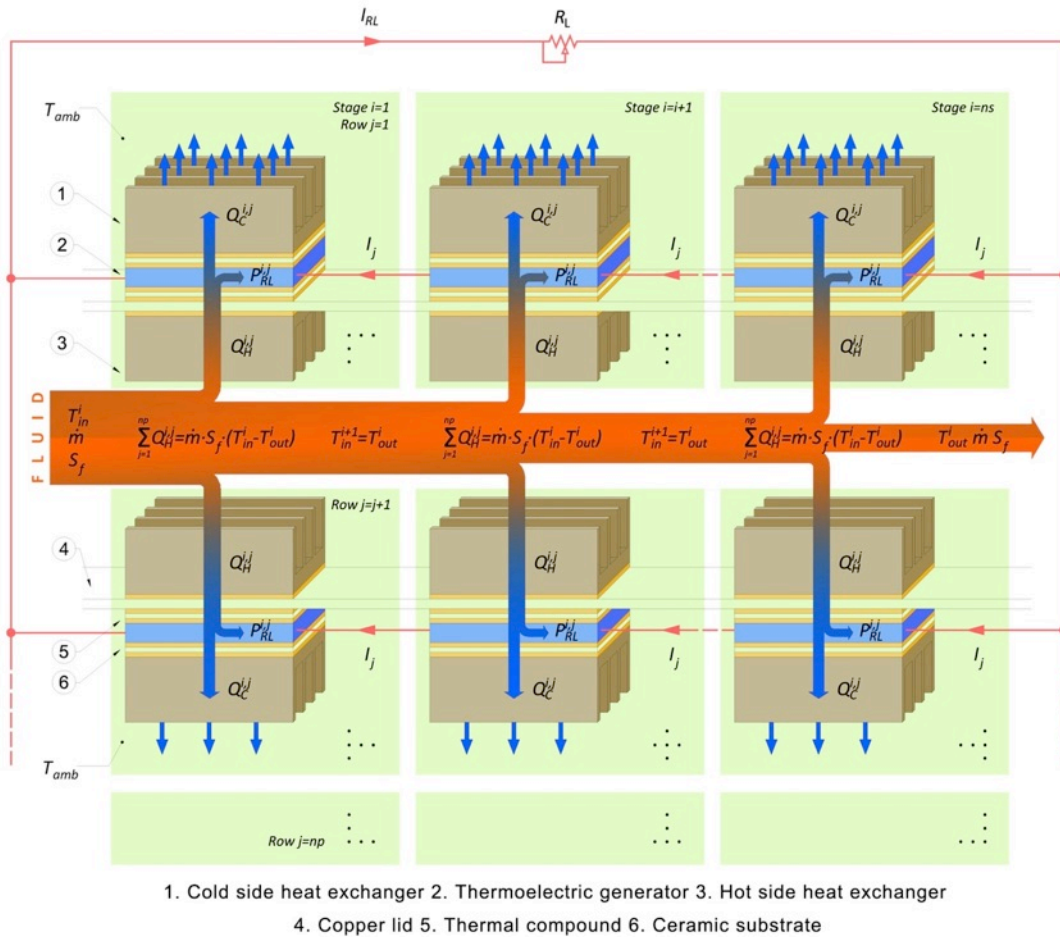 I_RL
R_L
T_amb
Stage i=1
Row j=1
Stage i=i+1
Stage i=ns
1
Q_C^{i,j}
Q_C^{i,j}
Q_C^{i,j}
2
P_RL^{i,j}
I_j
P_RL^{i,j}
I_j
P_RL^{i,j}
I_j
3
Q_H^{i,j}
Q_H^{i,j}
Q_H^{i,j}
FLUID
T_in^i
ṁ
S_f
∑_{j=1}^{np} Q_H^{i,j}=ṁ·S_f·(T_in^i-T_out^i)
T_in^{i+1}=T_out^i
∑_{j=1}^{np} Q_H^{i,j}=ṁ·S_f·(T_in^i-T_out^i)
T_in^{i+1}=T_out^i
∑_{j=1}^{np} Q_H^{i,j}=ṁ·S_f·(T_in^i-T_out^i)
T_out^i ṁ S_f
Row j=j+1
4
Q_H^{i,j}
Q_H^{i,j}
Q_H^{i,j}
5
P_RL^{i,j}
P_RL^{i,j}
P_RL^{i,j}
6
I_j
I_j
I_j
Q_C^{i,j}
Q_C^{i,j}
Q_C^{i,j}
T_amb
Row j=np
1. Cold side heat exchanger 2. Thermoelectric generator 3. Hot side heat exchanger
4. Copper lid 5. Thermal compound 6. Ceramic substrate